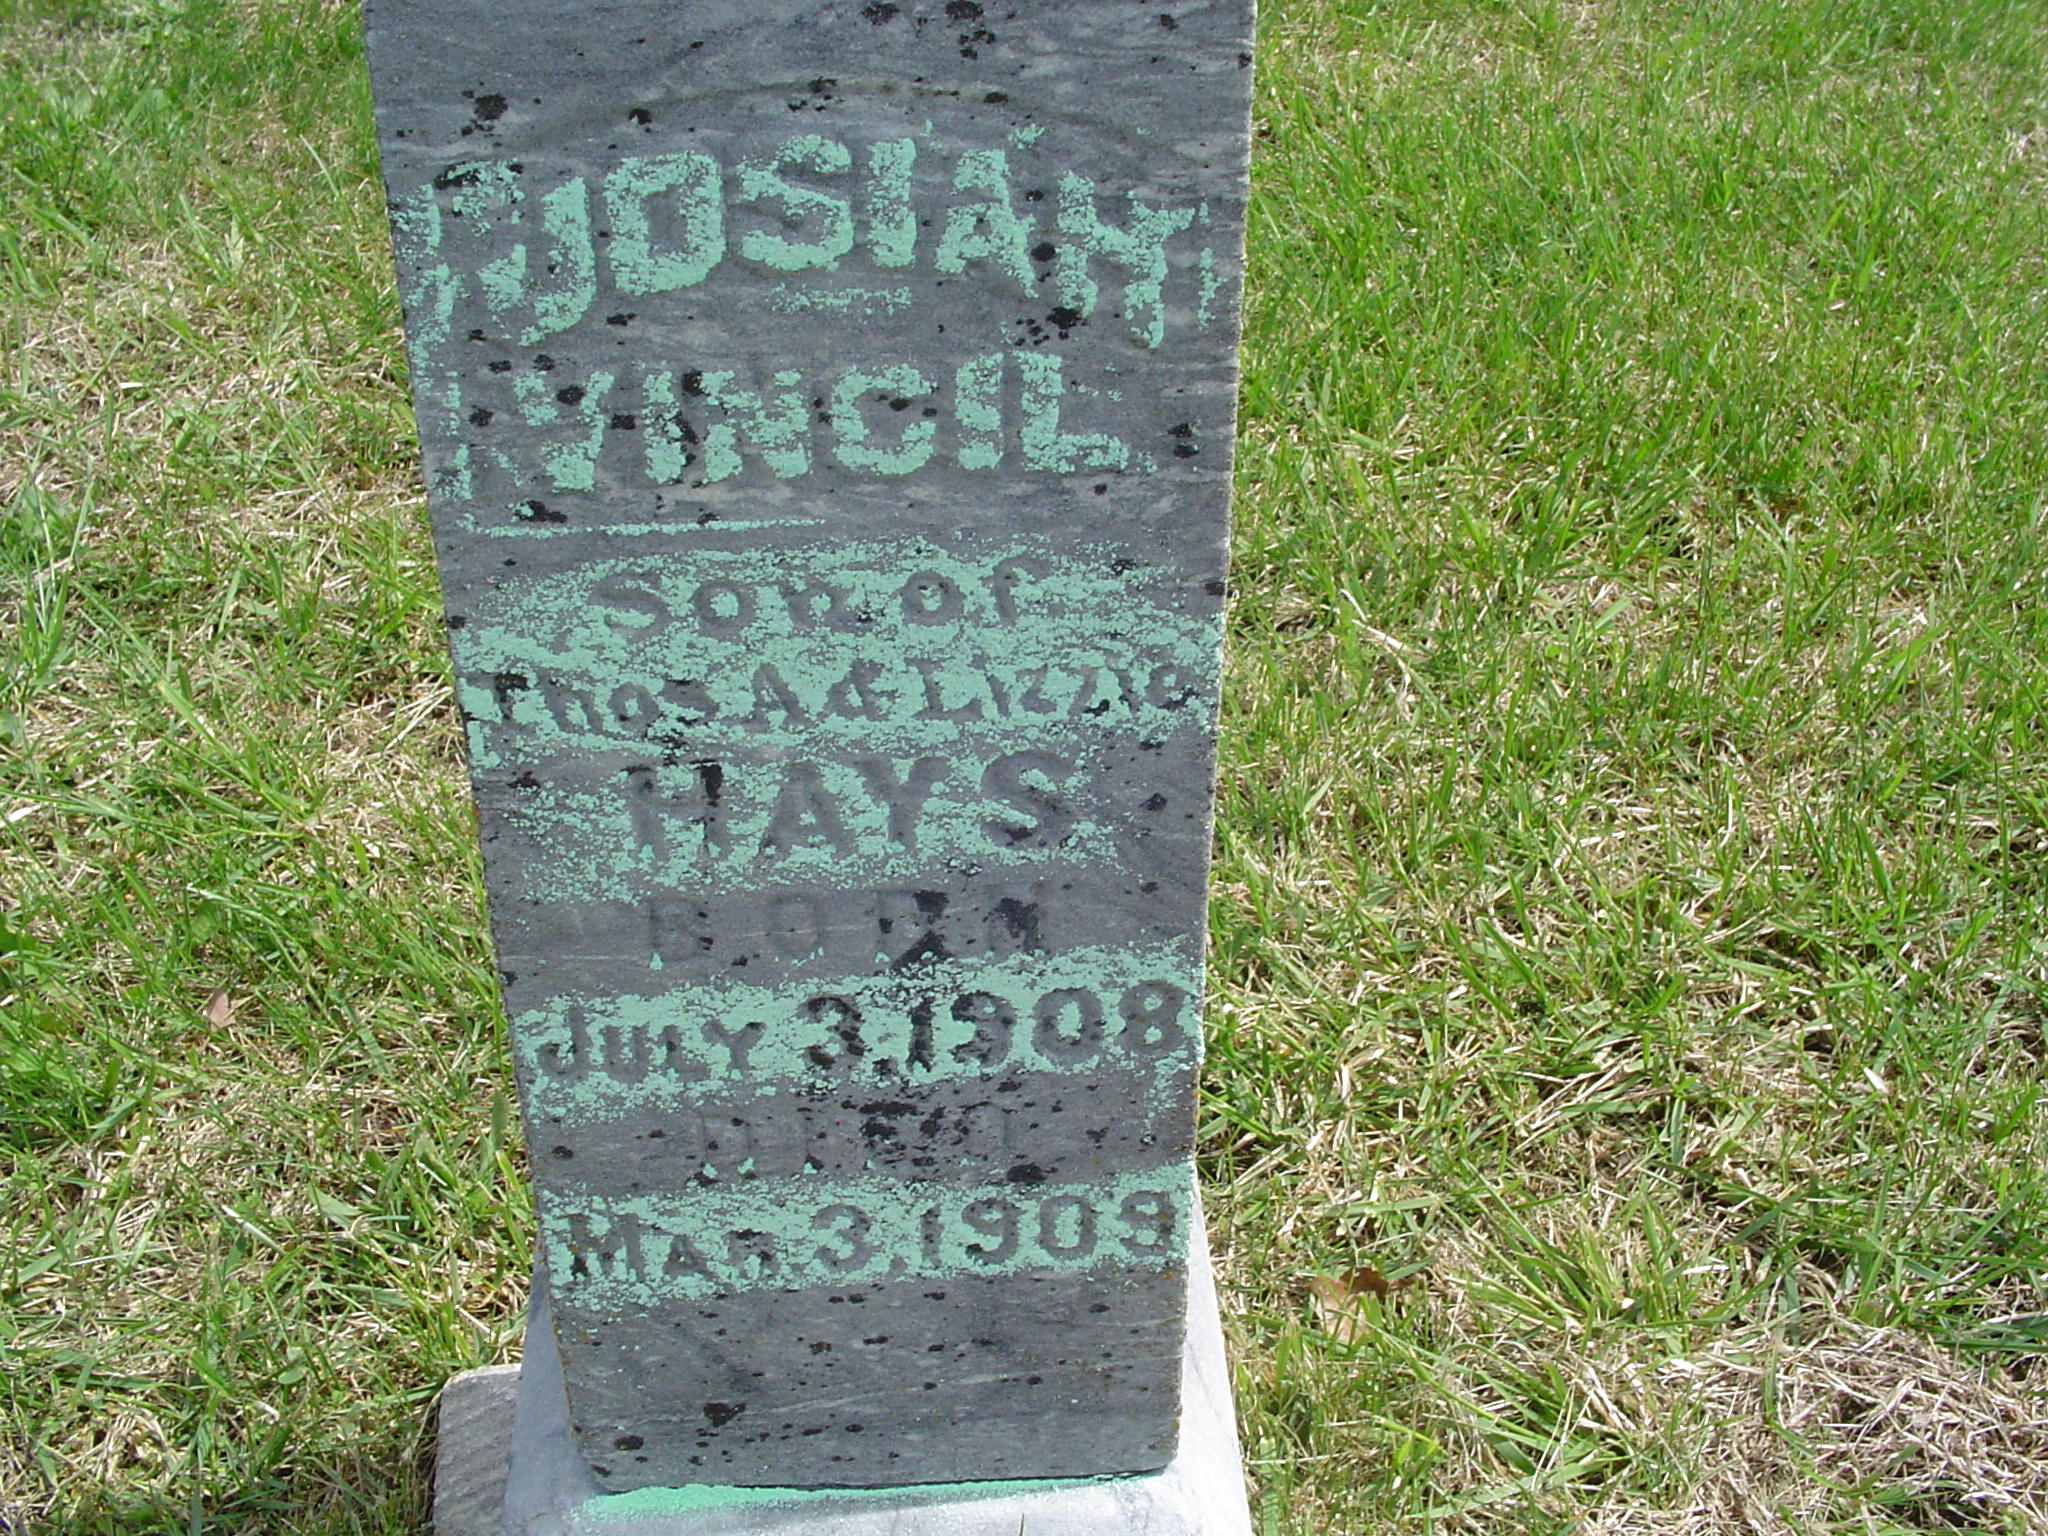 JOSIAH
VINCIL
Son of
Thos A & Lizzie
HAYS
BORN
JULY 3, 1908
DIED
MAR 3, 1909